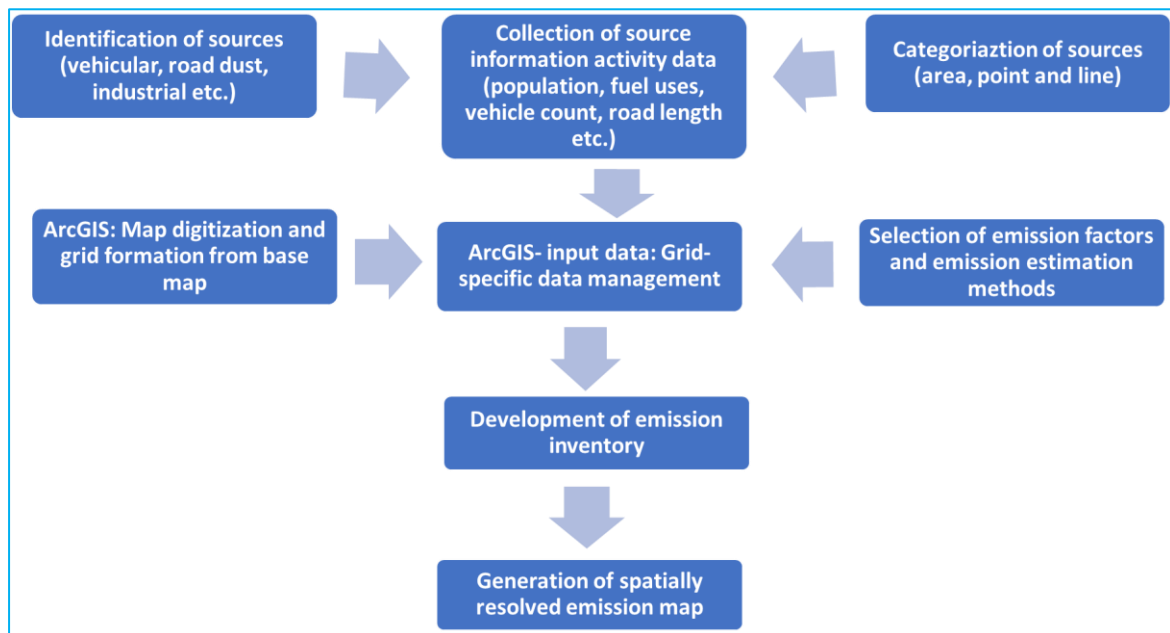 Identification of sources
(vehicular, road dust,
industrial etc.)
Collection of source
information activity data
(population, fuel uses,
vehicle count, road length
etc.)
Categoriaztion of sources
(area, point and line)
ArcGIS: Map digitization and
grid formation from base
map
ArcGIS- input data: Grid-
specific data management
Selection of emission factors
and emission estimation
methods
Development of emission
inventory
Generation of spatially
resolved emission map